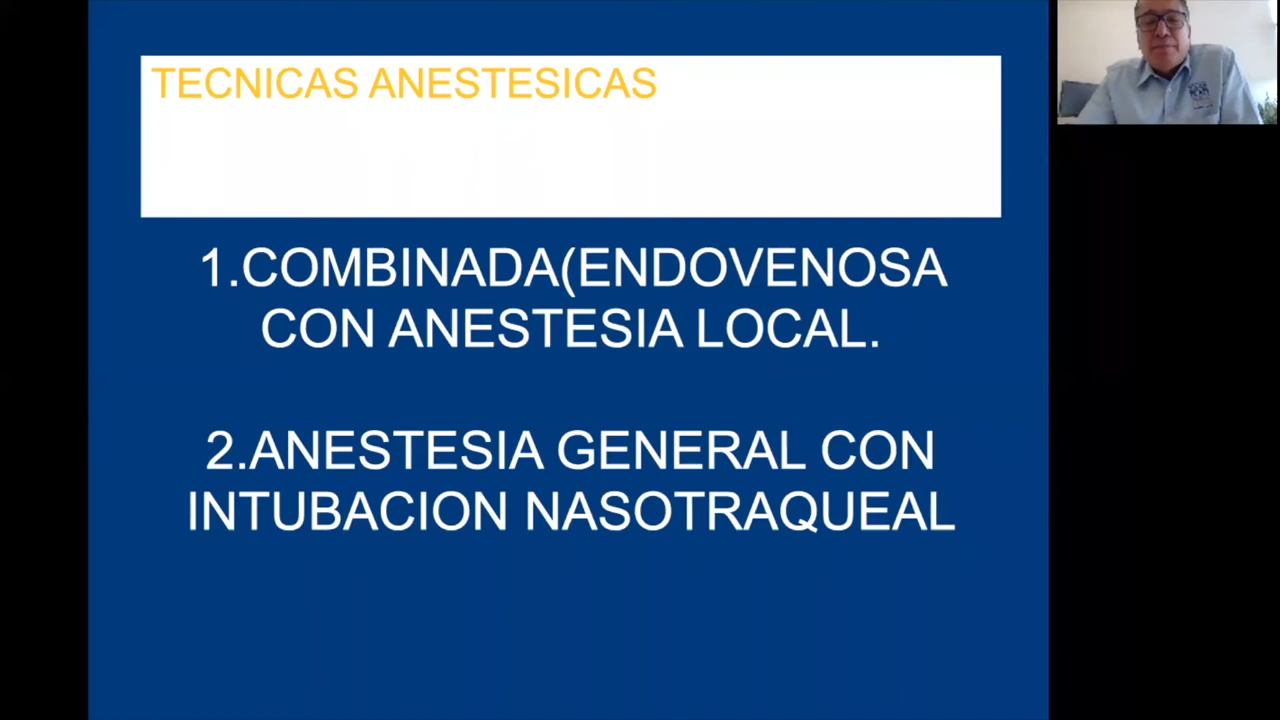 TECNICAS ANESTESICAS
1.COMBINADA(ENDOVENOSA
CON ANESTESIA LOCAL.
2.ANESTESIA GENERAL CON
INTUBACION NASOTRAQUEAL